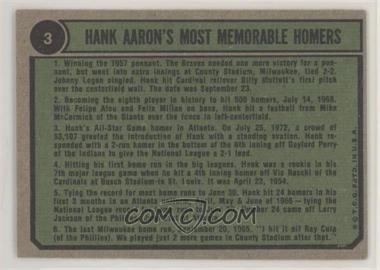 3
HANK AARON'S MOST MEMORABLE HOMERS
1. Winning the 1957 pennant. The Braves needed one more victory for a pen-
nant, but went into extra innings at County Stadium, Milwaukee, tied 2-2.
Johnny Logan singled. Hank hit Cardinal reliever Billy Muffett's first pitch
over the centerfield wall. The date was September 23.
2. Becoming the eighth player in history to hit 500 homers, July 14, 1968.
With Felipe Alou and Felix Millan on base, Hank hit a fastball from Mike
McCormick of the Giants over the fence in left-centerfield.
3. Hank's All-Star Game homer in Atlanta. On July 25, 1972, a crowd of
53,107 greeted the introduction of Hank with a standing ovation. Hank re-
sponded with a 2-run homer in the bottom of the 6th inning off Gaylord Perry
of the Indians to give the National League a 2-1 lead.
4. Hitting his first home run in the big leagues. Hank was a rookie in his
7th major league game when he hit a 4th inning homer off Vic Raschi of the
Cardinals at Busch Stadium in St. Louis. It was April 23, 1954.
5. Tying the record for most home runs to June 30. Hank hit 24 homers in his
first 3 months in an Atlanta May & June of 1966 — tying the
National League record 24 came off Larry
Jackson of the Phillies
6. The last Milwaukee home run, September 20, 1965. "I hit it off Ray Culp
(of the Phillies). We played just 2 more games in County Stadium after that."
© T.C.G. PRTD. IN U.S.A.